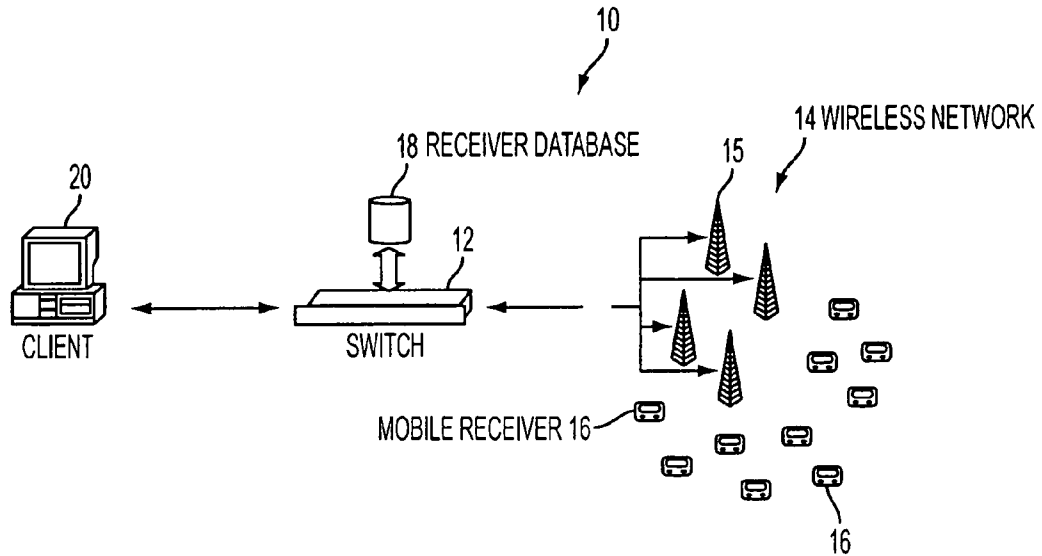 10
14 WIRELESS NETWORK
18 RECEIVER DATABASE
15
20
12
CLIENT
SWITCH
MOBILE RECEIVER 16
16